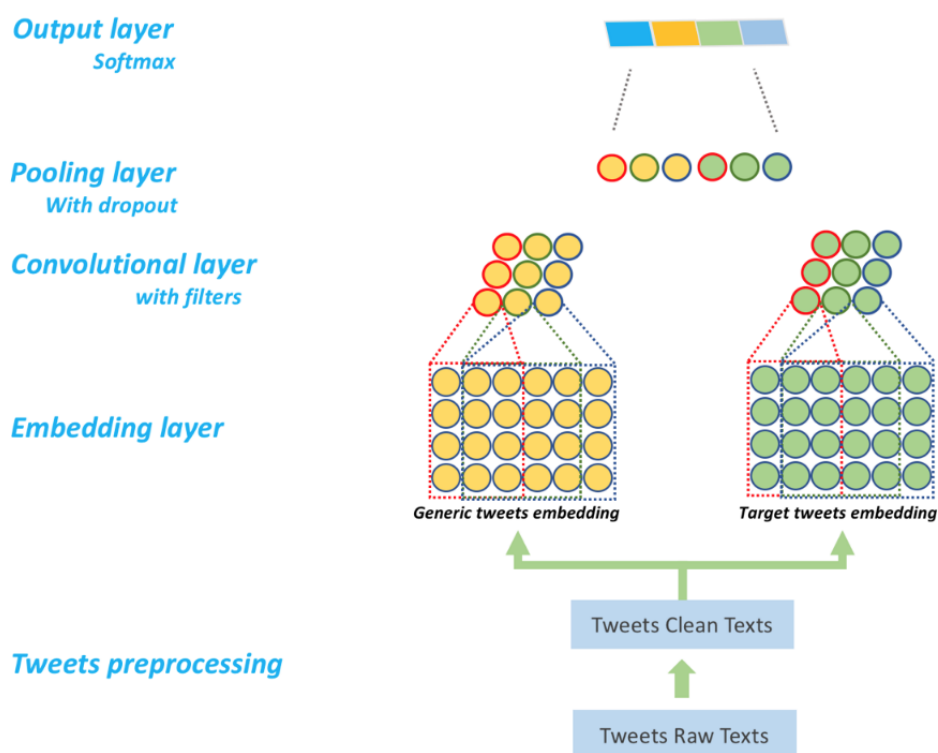 Output layer
Softmax
Pooling layer
With dropout
Convolutional layer
with filters
Embedding layer
Generic tweets embedding
Target tweets embedding
Tweets Clean Texts
Tweets preprocessing
Tweets Raw Texts